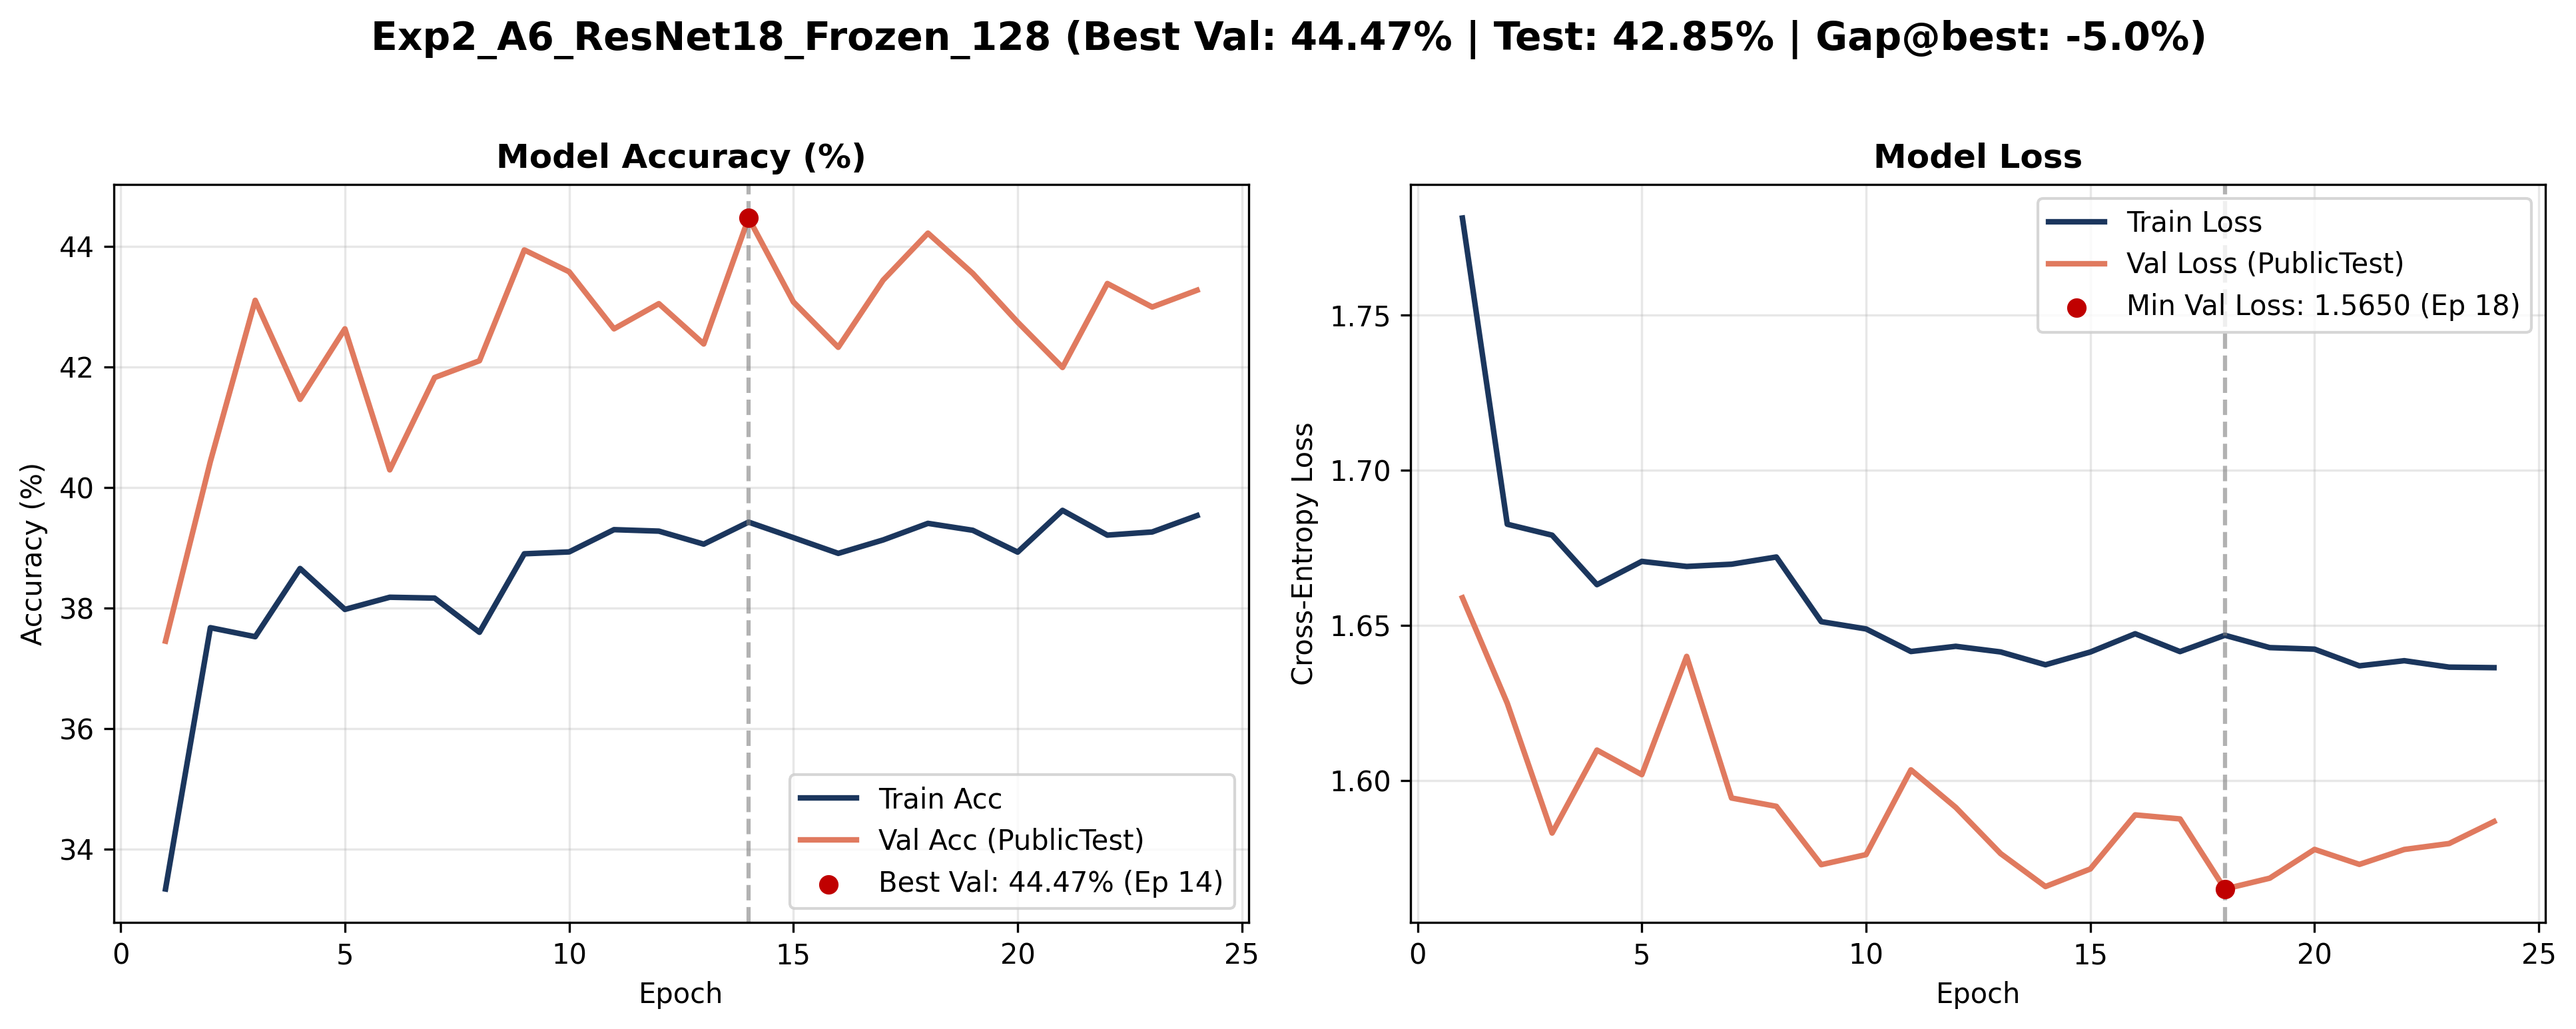 Exp2_A6_ResNet18_Frozen_128 (Best Val: 44.47% | Test: 42.85% | Gap@best: -5.0%)
Model Accuracy (%)
Accuracy (%)
44
42
40
38
36
34
Train Acc
Val Acc (PublicTest)
Best Val: 44.47% (Ep 14)
0 5 10 15 20 25
Epoch
Model Loss
Cross-Entropy Loss
1.75
1.70
1.65
1.60
Train Loss
Val Loss (PublicTest)
Min Val Loss: 1.5650 (Ep 18)
0 5 10 15 20 25
Epoch